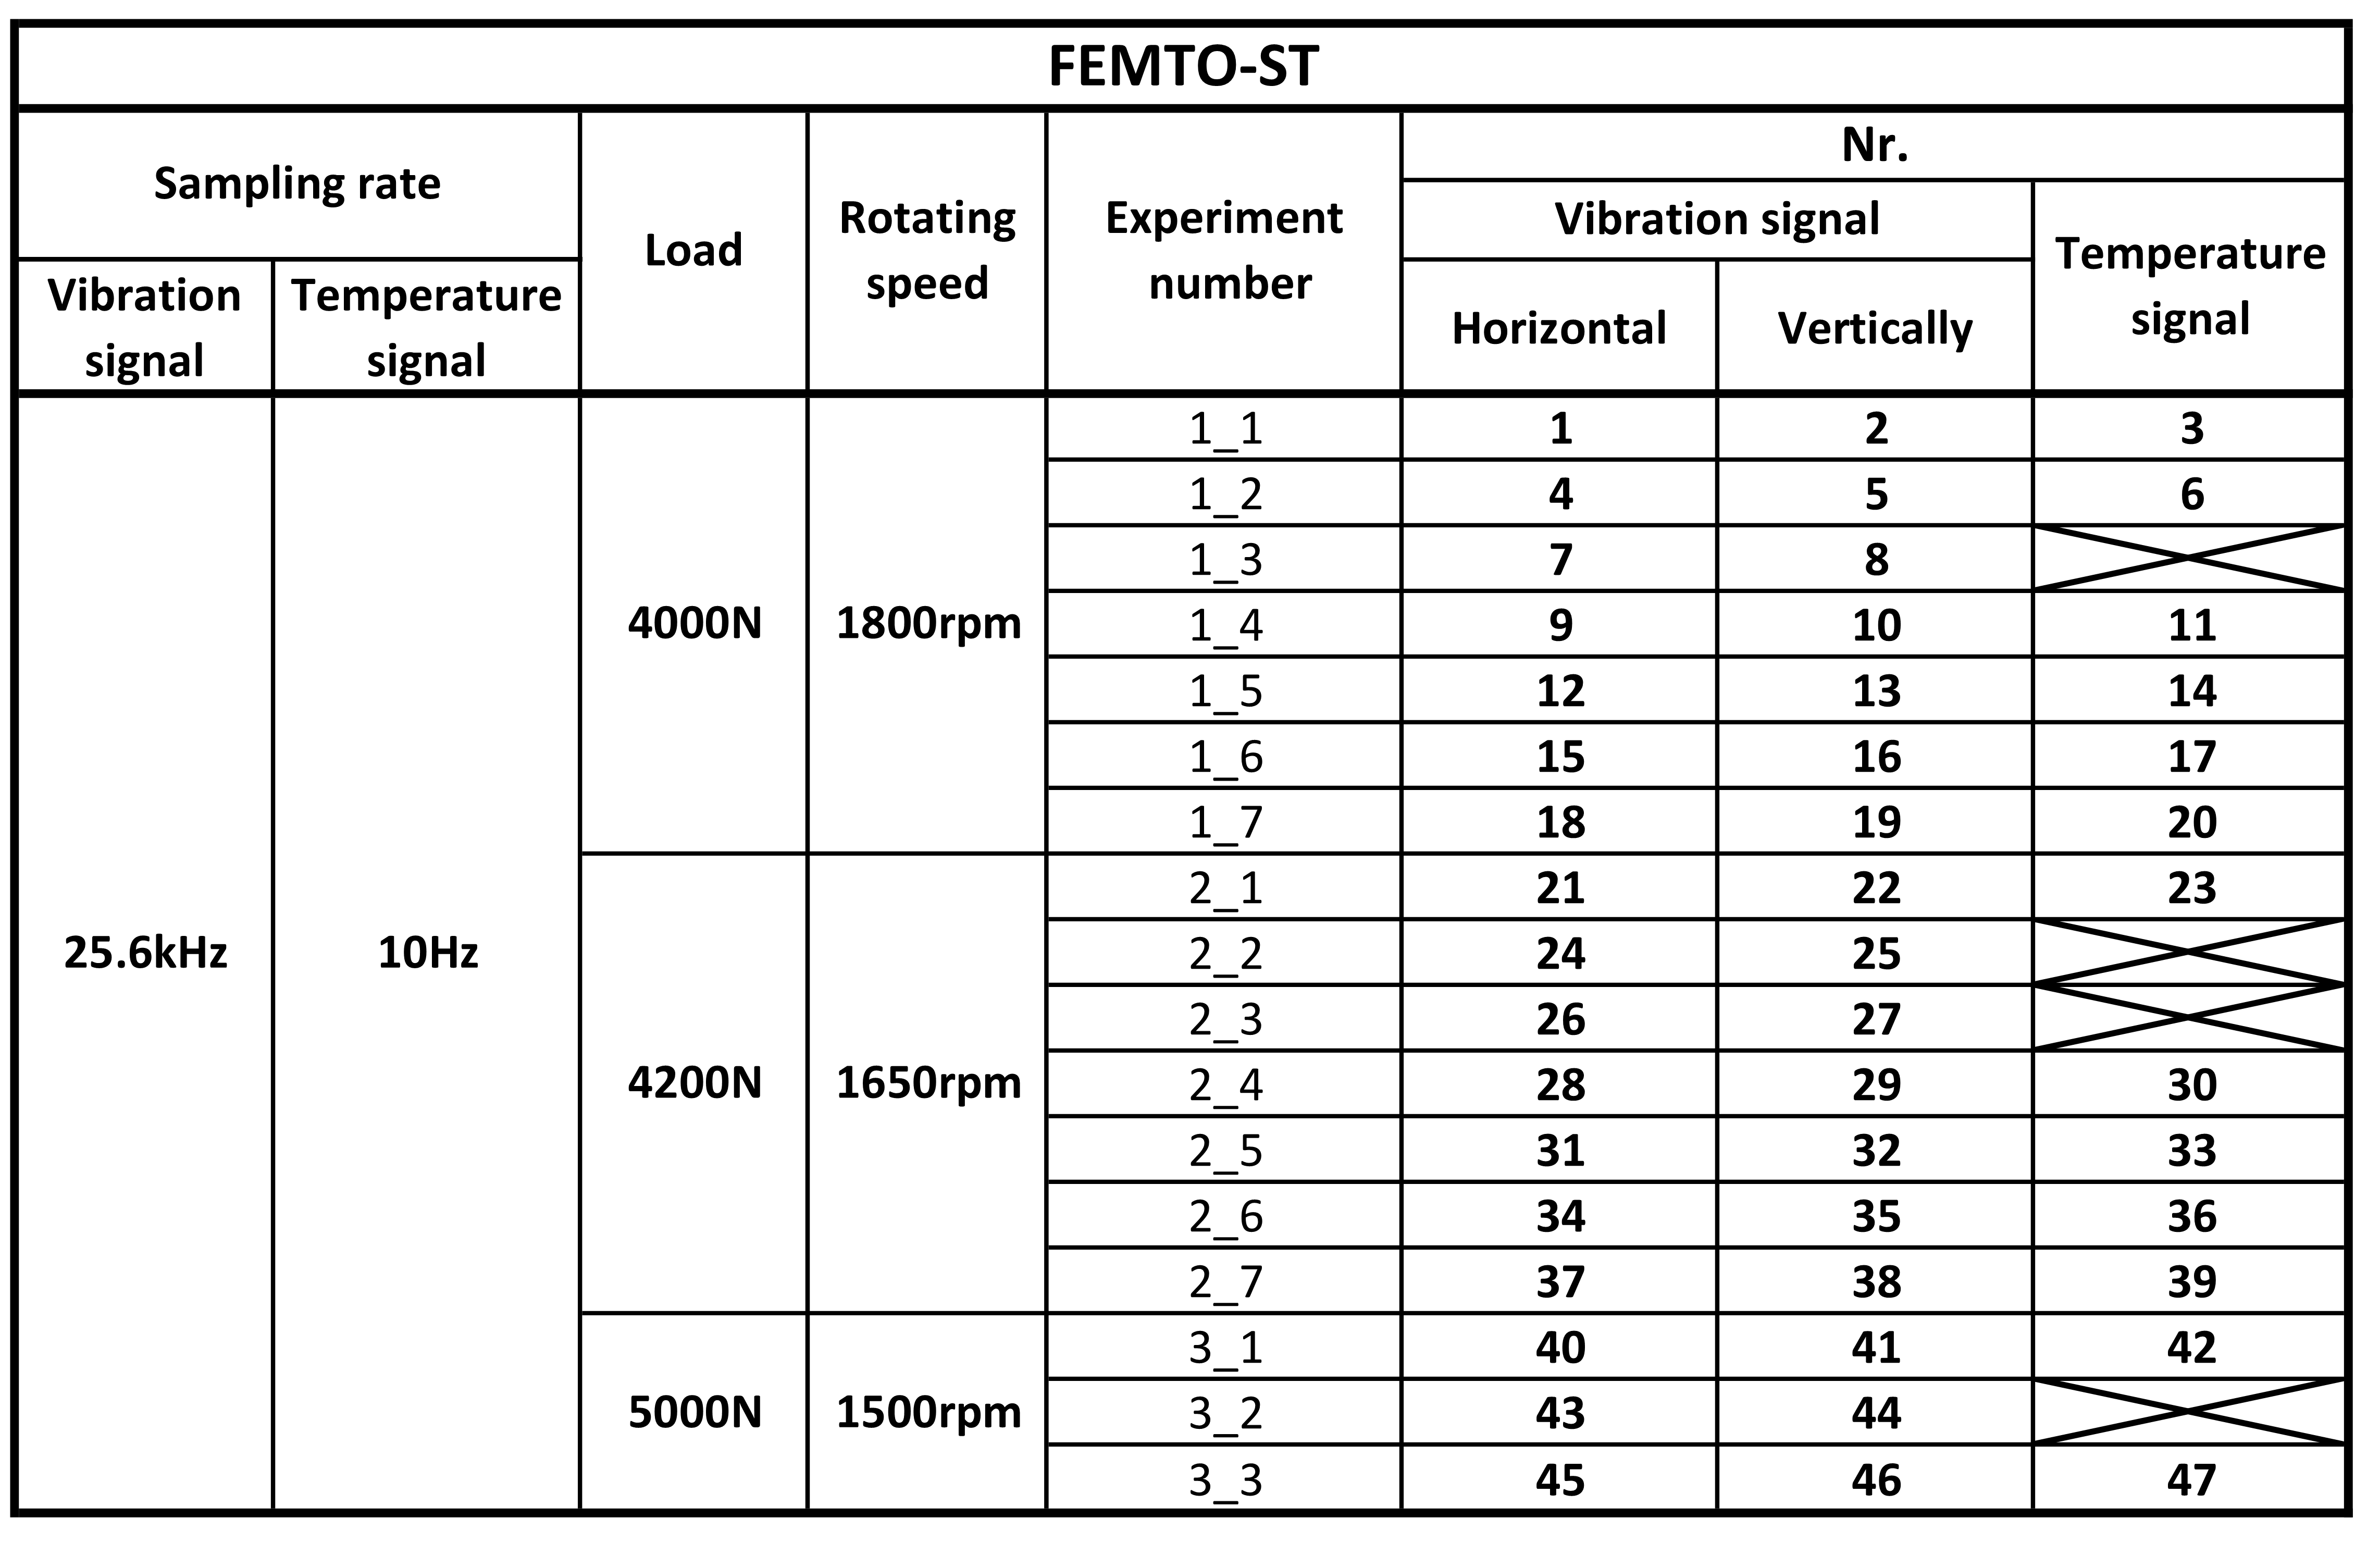 FEMTO-ST
Sampling rate
Load
Rotating
speed
Experiment
number
Nr.
Vibration signal
Temperature
signal
Vibration
signal
Temperature
signal
Horizontal
Vertically
25.6kHz
10Hz
4000N
1800rpm
1_1 1 2 3
1_2 4 5 6
1_3 7 8
1_4 9 10 11
1_5 12 13 14
1_6 15 16 17
1_7 18 19 20
4200N
1650rpm
2_1 21 22 23
2_2 24 25
2_3 26 27
2_4 28 29 30
2_5 31 32 33
2_6 34 35 36
2_7 37 38 39
5000N
1500rpm
3_1 40 41 42
3_2 43 44
3_3 45 46 47